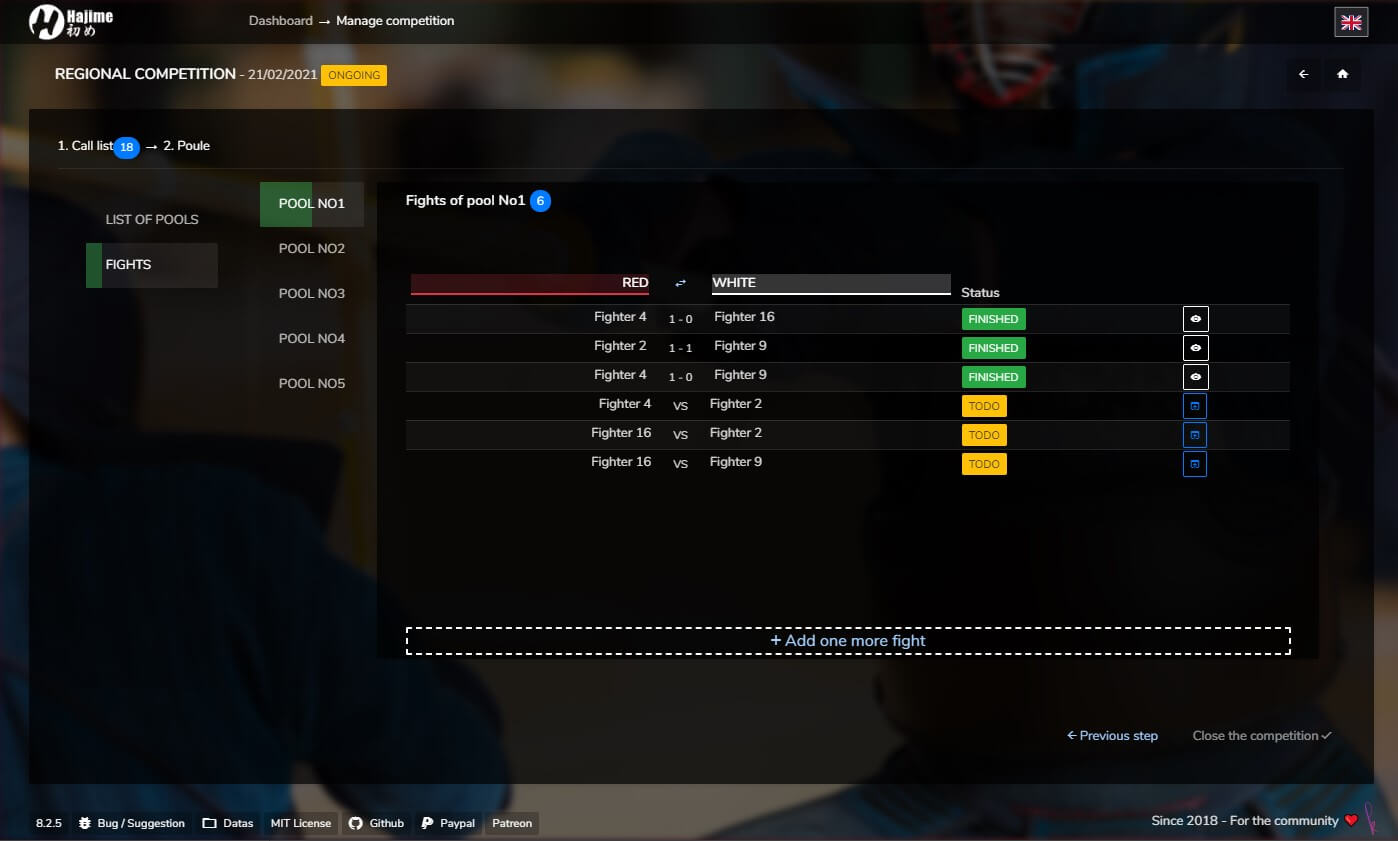 Hajime
初め
Dashboard → Manage competition
REGIONAL COMPETITION - 21/02/2021 ONGOING
1. Call list 18 → 2. Poule
LIST OF POOLS
FIGHTS
POOL NO1
POOL NO2
POOL NO3
POOL NO4
POOL NO5
Fights of pool No1 6
RED WHITE Status
Fighter 4 1 - 0 Fighter 16 FINISHED
Fighter 2 1 - 1 Fighter 9 FINISHED
Fighter 4 1 - 0 Fighter 9 FINISHED
Fighter 4 VS Fighter 2 TODO
Fighter 16 VS Fighter 2 TODO
Fighter 16 VS Fighter 9 TODO
+ Add one more fight
← Previous step Close the competition ✓
8.2.5 Bug / Suggestion Datas MIT License Github Paypal Patreon
Since 2018 - For the community ❤